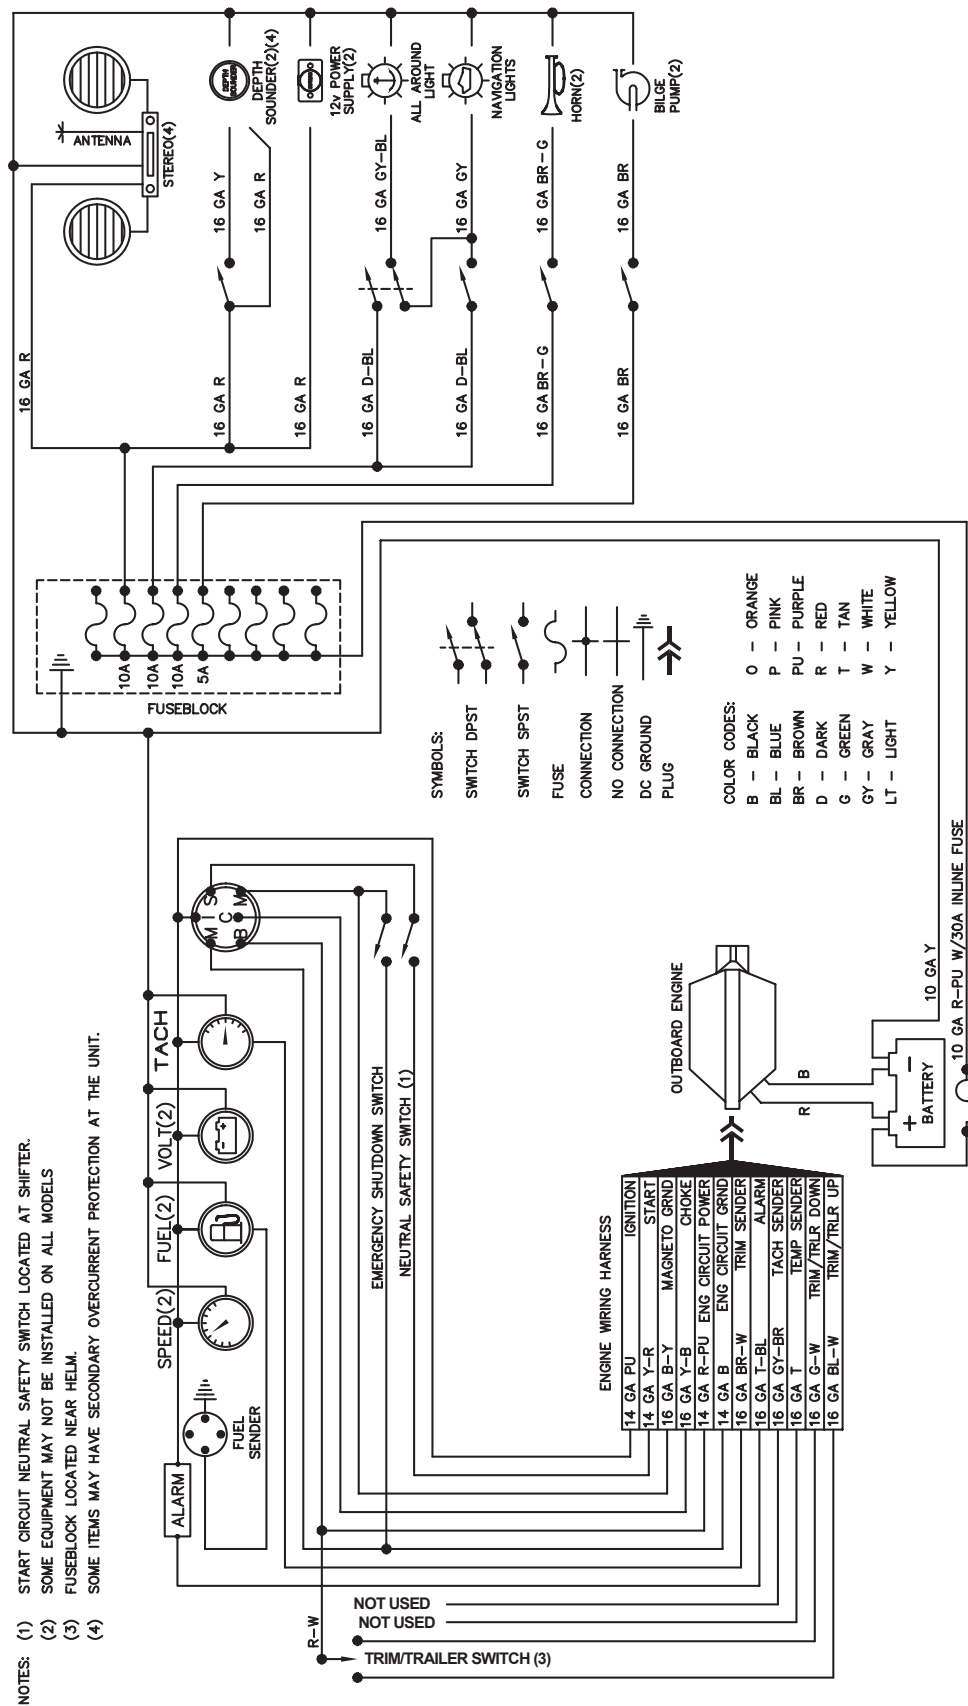 NOTES: (1) START CIRCUIT NEUTRAL SAFETY SWITCH LOCATED AT SHIFTER.
(2) SOME EQUIPMENT MAY NOT BE INSTALLED ON ALL MODELS
(3) FUSEBLOCK LOCATED NEAR HELM.
(4) SOME ITEMS MAY HAVE SECONDARY OVERCURRENT PROTECTION AT THE UNIT.
ANTENNA
STEREO(4)
DEPTH SOUNDER
DEPTH
SOUNDER(2)(4)
12v POWER
SUPPLY(2)
ALL AROUND
LIGHT
NAVIGATION
LIGHTS
HORN(2)
BILGE
PUMP(2)
16 GA Y
16 GA R
16 GA GY-BL
16 GA GY
16 GA BR-G
16 GA BR
16 GA R
16 GA R
16 GA R
16 GA D-BL
16 GA D-BL
16 GA BR-G
16 GA BR
10A
10A
10A
5A
FUSEBLOCK
SYMBOLS:
SWITCH DPST
SWITCH SPST
FUSE
CONNECTION
NO CONNECTION
DC GROUND
PLUG
COLOR CODES:
B – BLACK O – ORANGE
BL – BLUE P – PINK
BR – BROWN PU – PURPLE
D – DARK R – RED
G – GREEN T – TAN
GY – GRAY W – WHITE
LT – LIGHT Y – YELLOW
M I S
B C M
TACH
VOLT(2)
FUEL(2)
SPEED(2)
- +
FUEL
SENDER
ALARM
EMERGENCY SHUTDOWN SWITCH
NEUTRAL SAFETY SWITCH (1)
OUTBOARD ENGINE
R
B
10 GA Y
10 GA R-PU W/30A INLINE FUSE
+ –
BATTERY
ENGINE WIRING HARNESS
14 GA PU IGNITION
14 GA Y-R START
16 GA B-Y MAGNETO GRND
16 GA Y-B CHOKE
14 GA R-PU ENG CIRCUIT POWER
14 GA B ENG CIRCUIT GRND
16 GA BR-W TRIM SENDER
16 GA T-BL ALARM
16 GA GY-BR TACH SENDER
16 GA T TEMP SENDER
16 GA G-W TRIM/TRLR DOWN
16 GA BL-W TRIM/TRLR UP
R-W
NOT USED
NOT USED
TRIM/TRAILER SWITCH (3)